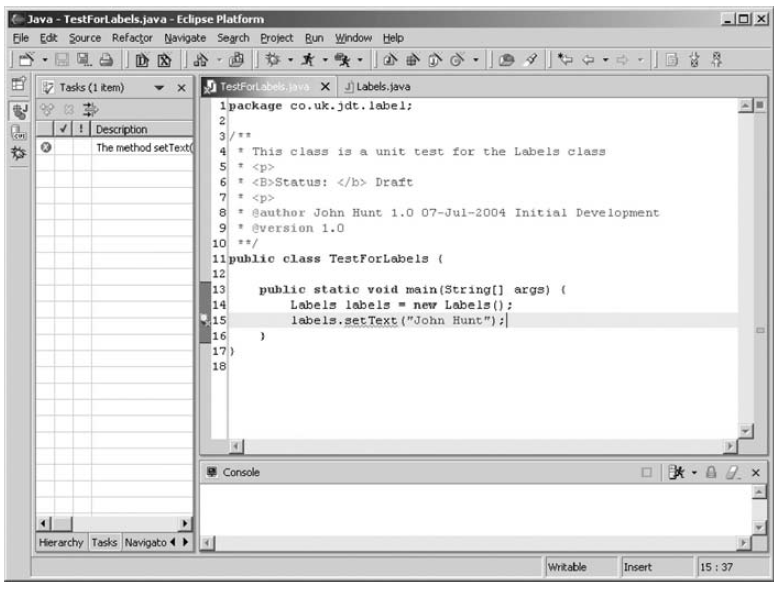 Java - TestForLabels.java - Eclipse Platform
File Edit Source Refactor Navigate Search Project Run Window Help
Tasks (1 item)
TestForLabels.java
Labels.java
! Description
The method setText(
1 package co.uk.jdt.label;
2
3 /**
4 * This class is a unit test for the Labels class
5 * <p>
6 * <B>Status: </b> Draft
7 * <p>
8 * @author John Hunt 1.0 07-Jul-2004 Initial Development
9 * @version 1.0
10 **/
11 public class TestForLabels {
12
13 public static void main(String[] args) {
14 Labels labels = new Labels();
15 labels.setText("John Hunt");
16 }
17 }
18
Console
Hierarchy Tasks Navigato
Writable Insert 15 : 37